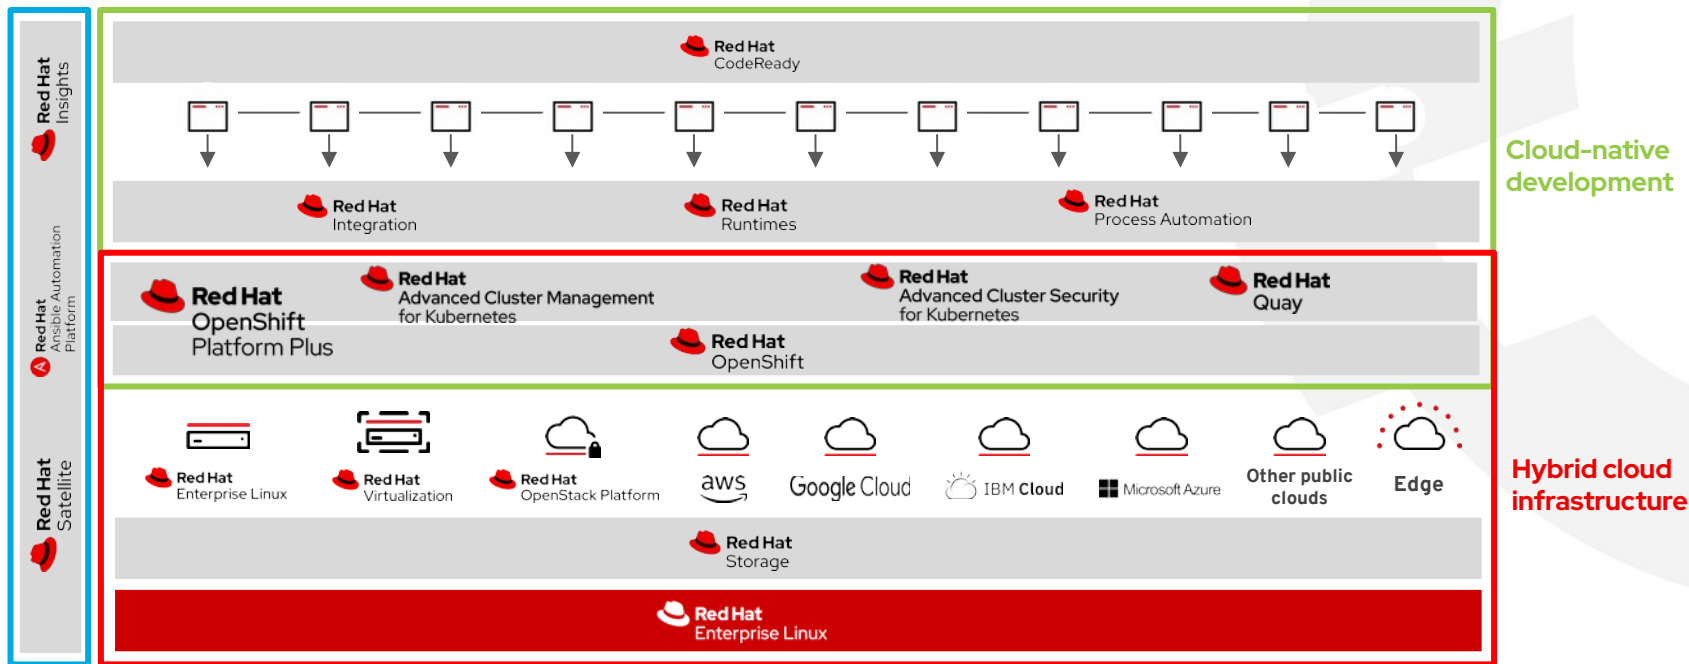 Red Hat
Insights
Red Hat
Ansible Automation
Platform
Red Hat
Satellite
Red Hat
CodeReady
Red Hat
Integration
Red Hat
Runtimes
Red Hat
Process Automation
Cloud-native
development
Red Hat
OpenShift
Platform Plus
Red Hat
Advanced Cluster Management
for Kubernetes
Red Hat
Advanced Cluster Security
for Kubernetes
Red Hat
Quay
Red Hat
OpenShift
Red Hat
Enterprise Linux
Red Hat
Virtualization
Red Hat
OpenStack Platform
aws
Google Cloud
IBM Cloud
Microsoft Azure
Other public
clouds
Edge
Hybrid cloud
infrastructure
Red Hat
Storage
Red Hat
Enterprise Linux